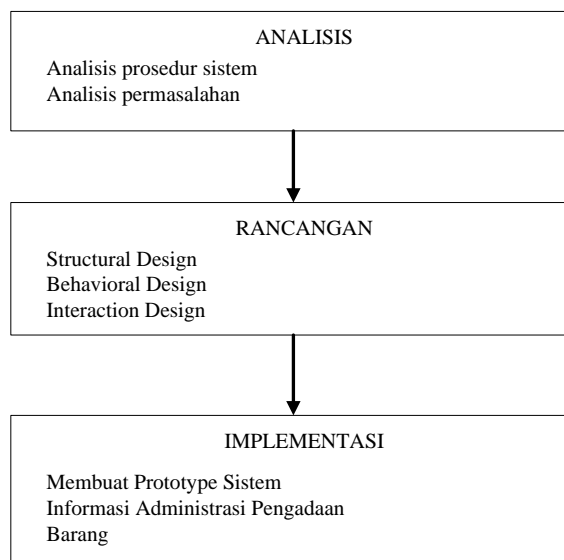 ANALISIS
Analisis prosedur sistem
Analisis permasalahan
RANCANGAN
Structural Design
Behavioral Design
Interaction Design
IMPLEMENTASI
Membuat Prototype Sistem
Informasi Administrasi Pengadaan
Barang